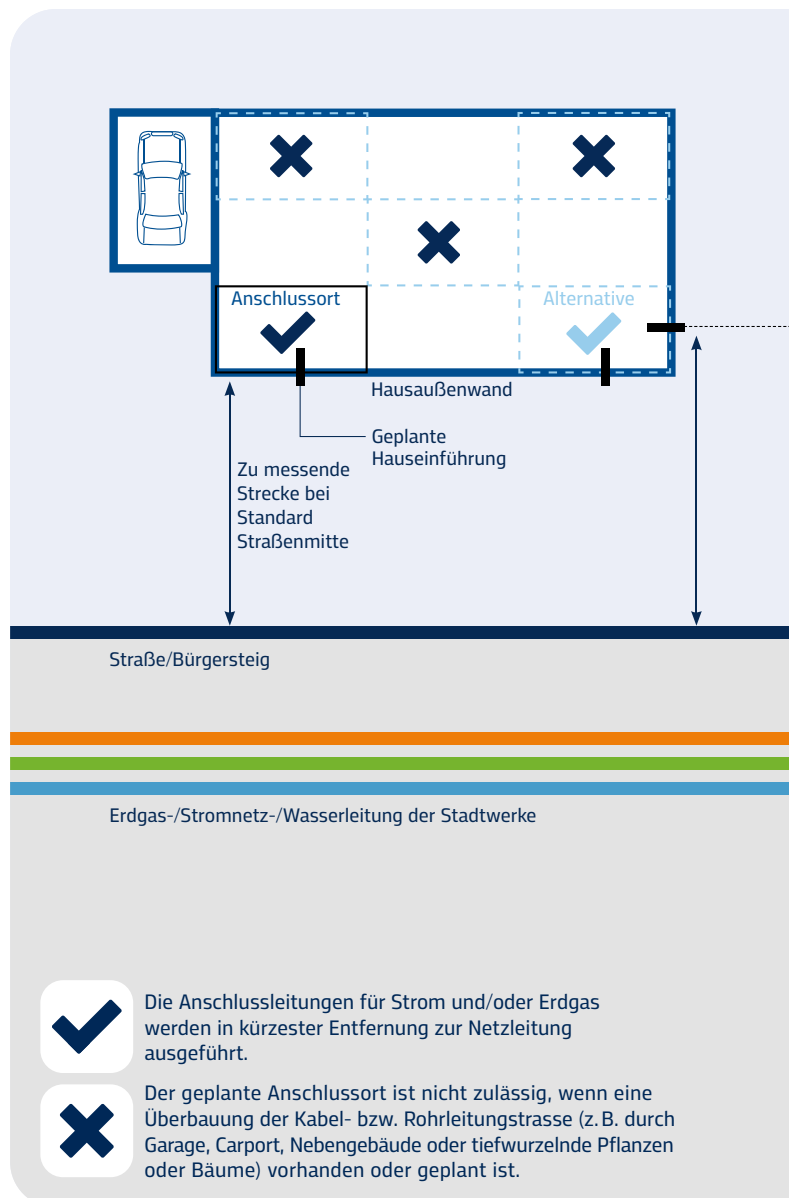 Anschlussort
Alternative
Hausaußenwand
Geplante
Hauseinführung
Zu messende
Strecke bei
Standard
Straßenmitte
Straße/Bürgersteig
Erdgas-/Stromnetz-/Wasserleitung der Stadtwerke
Die Anschlussleitungen für Strom und/oder Erdgas
werden in kürzester Entfernung zur Netzleitung
ausgeführt.
Der geplante Anschlussort ist nicht zulässig, wenn eine
Überbauung der Kabel- bzw. Rohrleitungstrasse (z. B. durch
Garage, Carport, Nebengebäude oder tiefwurzelnde Pflanzen
oder Bäume) vorhanden oder geplant ist.